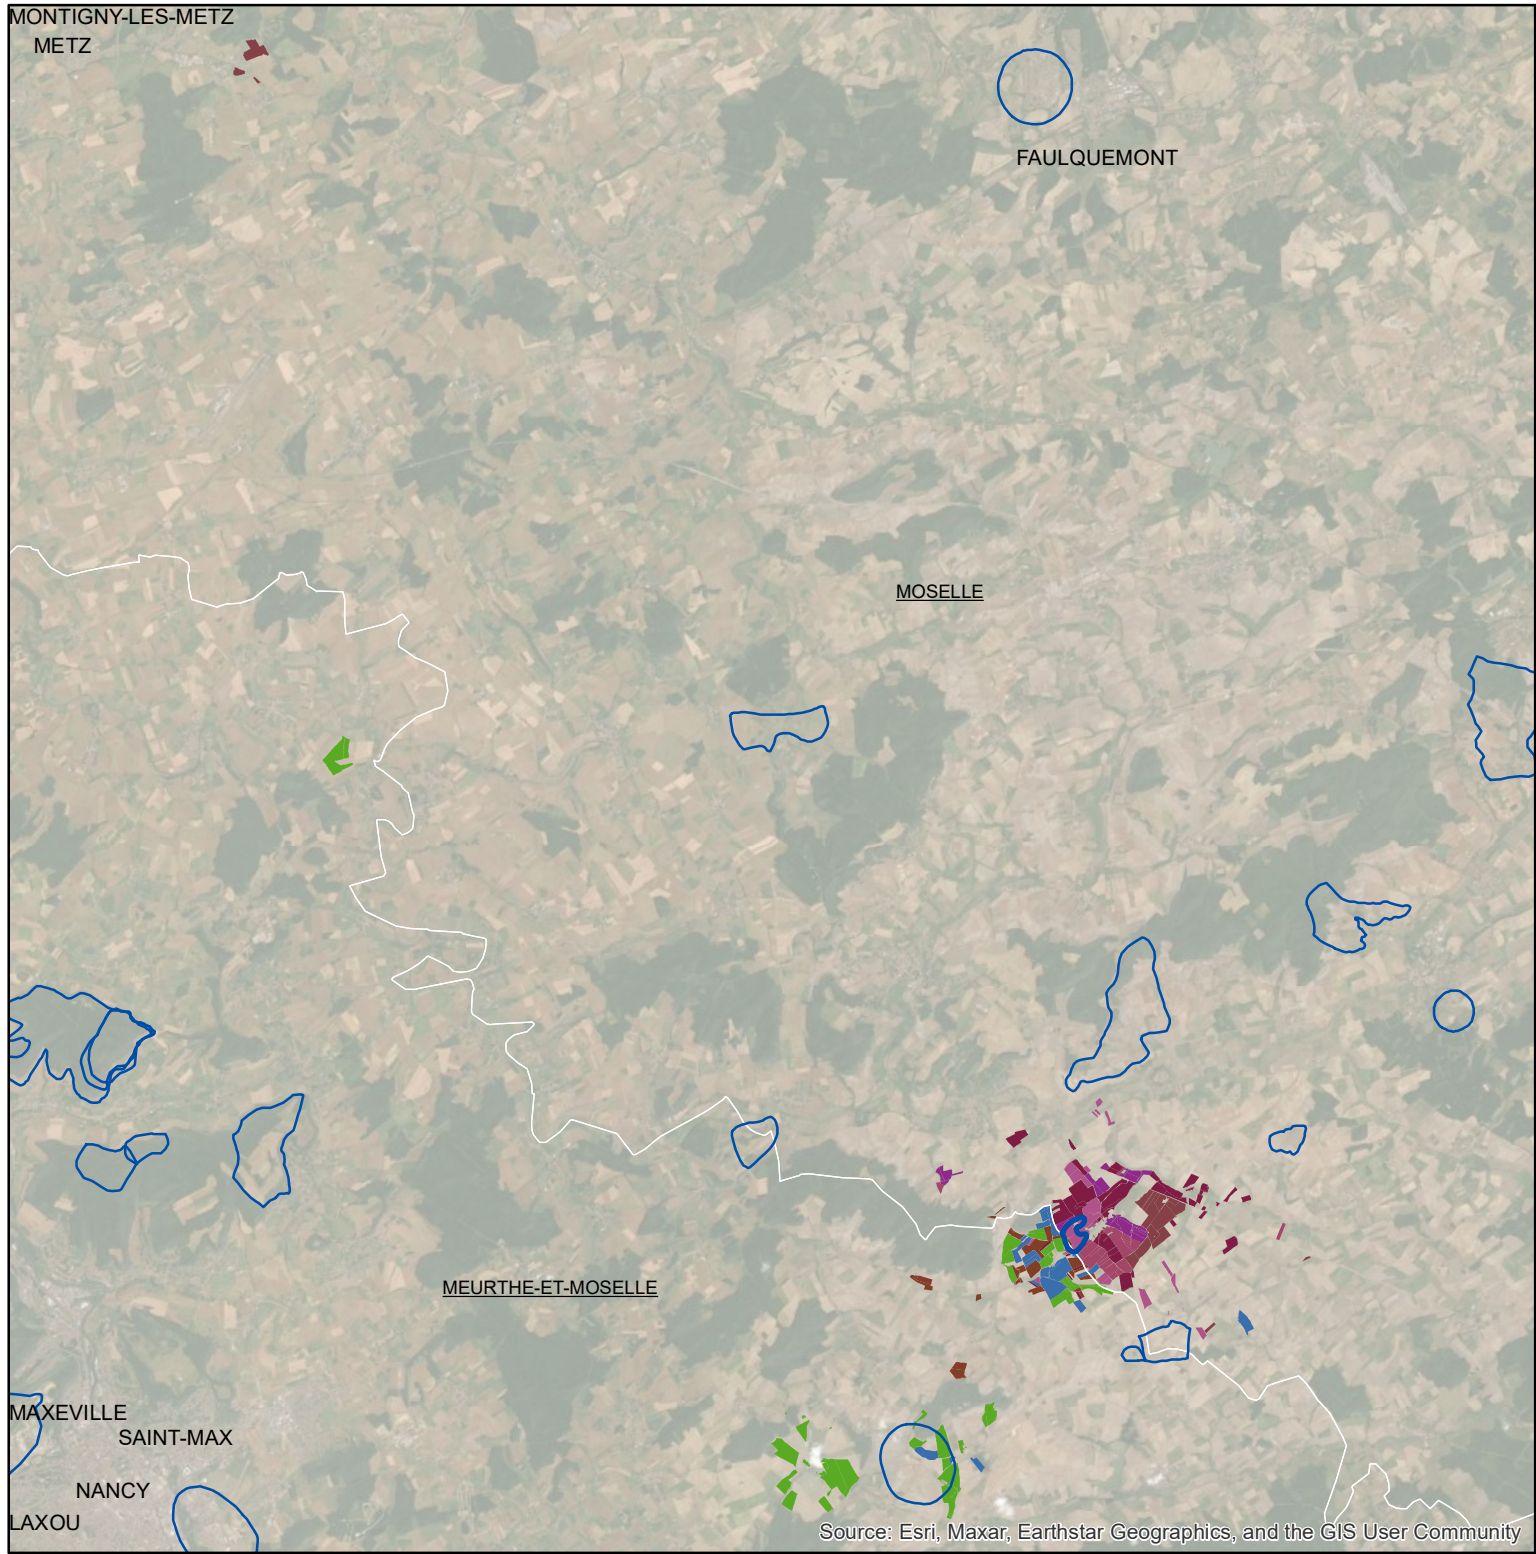 MONTIGNY-LES-METZ
METZ
FAULQUEMONT
MOSELLE
MEURTHE-ET-MOSELLE
MAXEVILLE
SAINT-MAX
NANCY
LAXOU
Source: Esri, Maxar, Earthstar Geographics, and the GIS User Community